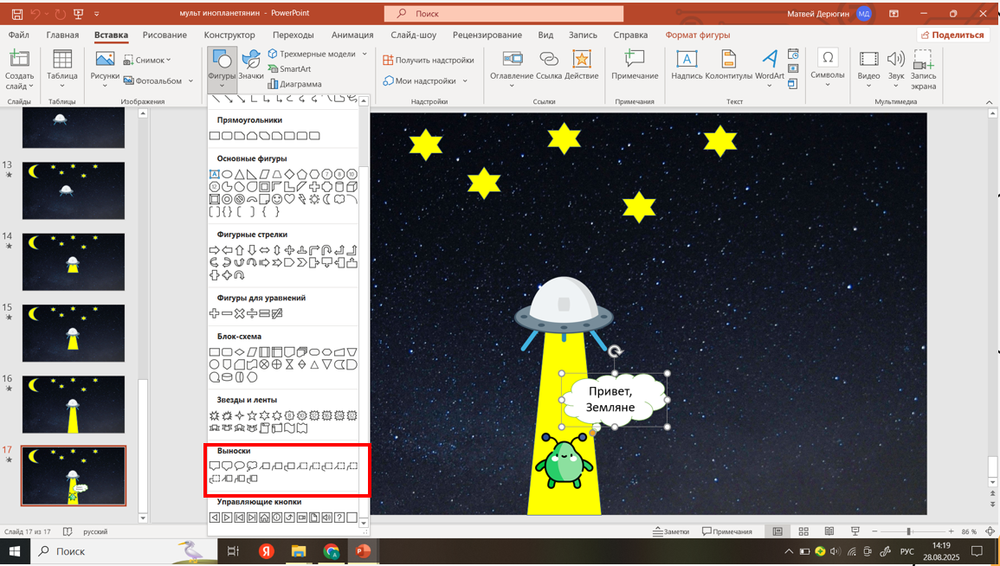 мульт инопланетянин - PowerPoint
Поиск
Матвей Дерюгин
МД
Файл Главная Вставка Рисование Конструктор Переходы Анимация Слайд-шоу Рецензирование Вид Запись Справка Формат фигуры
Поделиться
Создать слайд
Таблица
Рисунки
Снимок
Фотоальбом
Фигуры
Значки
Трехмерные модели
SmartArt
Диаграмма
Получить надстройки
Мои надстройки
Оглавление
Ссылка
Действие
Примечание
Надпись
Колонтитулы
WordArt
Символы
Видео
Звук
Запись экрана
Слайды
Таблицы
Изображения
Надстройки
Ссылки
Примечания
Текст
Мультимедиа
Прямоугольники
Основные фигуры
Фигурные стрелки
Фигуры для уравнений
Блок-схема
Звезды и ленты
Выноски
Управляющие кнопки
13
14
15
16
17
Привет,
Земляне
Слайд 17 из 17
русский
Заметки
Примечания
86 %
Поиск
РУС
14:19
28.08.2025